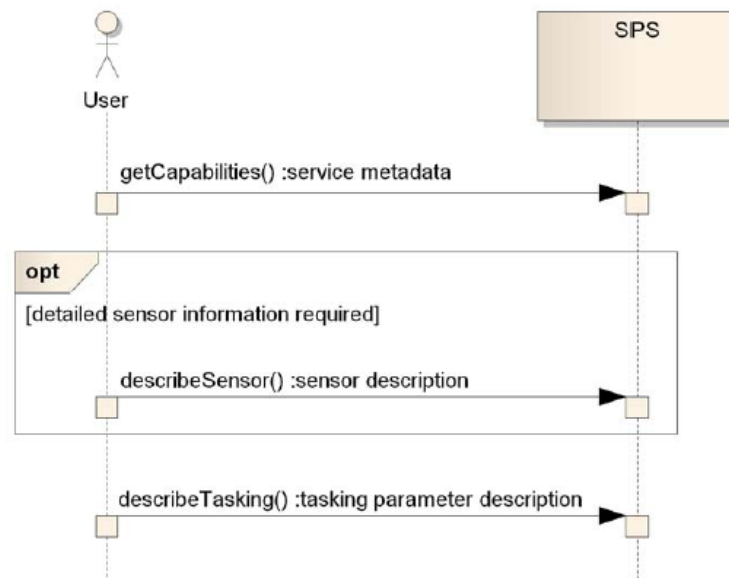 SPS
User
getCapabilities() :service metadata
opt
[detailed sensor information required]
describeSensor() :sensor description
describeTasking() :tasking parameter description